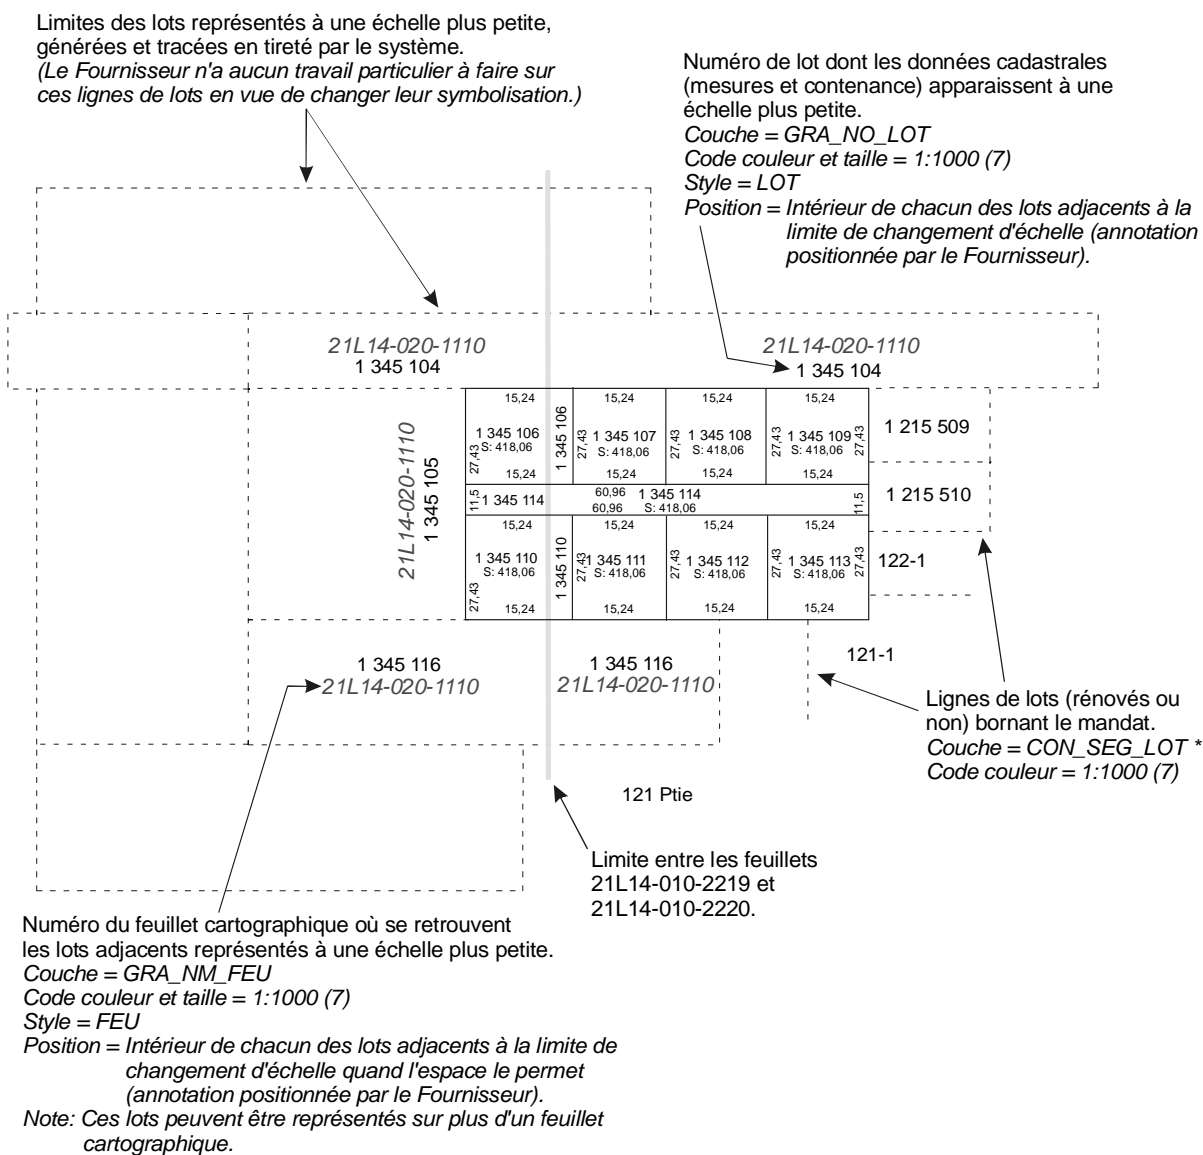 Limites des lots représentés à une échelle plus petite,
générées et tracées en tireté par le système.
(Le Fournisseur n'a aucun travail particulier à faire sur
ces lignes de lots en vue de changer leur symbolisation.)
Numéro de lot dont les données cadastrales
(mesures et contenance) apparaissent à une
échelle plus petite.
Couche = GRA_NO_LOT
Code couleur et taille = 1:1000 (7)
Style = LOT
Position = Intérieur de chacun des lots adjacents à la
limite de changement d'échelle (annotation
positionnée par le Fournisseur).
21L14-020-1110
1 345 104
21L14-020-1110
1 345 104
21L14-020-1110
1 345 105
15,24
15,24
15,24
15,24
1 345 106
S: 418,06
27,43
15,24
1 345 106
27,43
1 345 107
S: 418,06
15,24
27,43
1 345 108
S: 418,06
15,24
27,43
1 345 109
S: 418,06
27,43
15,24
11,5
1 345 114
60,96
1 345 114
60,96
S: 418,06
11,5
15,24
15,24
15,24
15,24
1 345 110
S: 418,06
27,43
15,24
1 345 110
27,43
1 345 111
S: 418,06
15,24
27,43
1 345 112
S: 418,06
15,24
27,43
1 345 113
S: 418,06
27,43
15,24
1 215 509
1 215 510
122-1
121-1
1 345 116
21L14-020-1110
1 345 116
21L14-020-1110
Lignes de lots (rénovés ou
non) bornant le mandat.
Couche = CON_SEG_LOT *
Code couleur = 1:1000 (7)
121 Ptie
Limite entre les feuillets
21L14-010-2219 et
21L14-010-2220.
Numéro du feuillet cartographique où se retrouvent
les lots adjacents représentés à une échelle plus petite.
Couche = GRA_NM_FEU
Code couleur et taille = 1:1000 (7)
Style = FEU
Position = Intérieur de chacun des lots adjacents à la limite de
changement d'échelle quand l'espace le permet
(annotation positionnée par le Fournisseur).
Note: Ces lots peuvent être représentés sur plus d'un feuillet
cartographique.